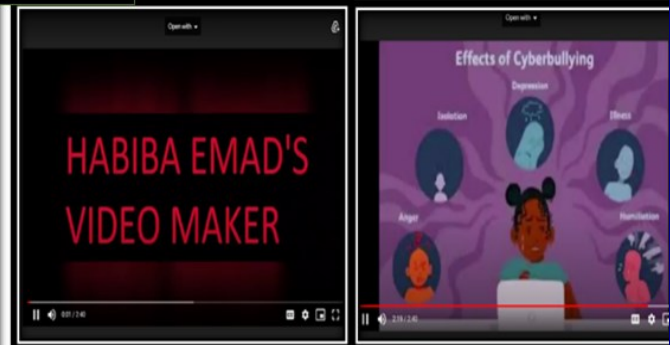 Open with
HABIBA EMAD'S
VIDEO MAKER
0:01 / 2:40
Open with
Effects of Cyberbullying
Depression
Isolation
Illness
Anger
Humiliation
2:19 / 2:40